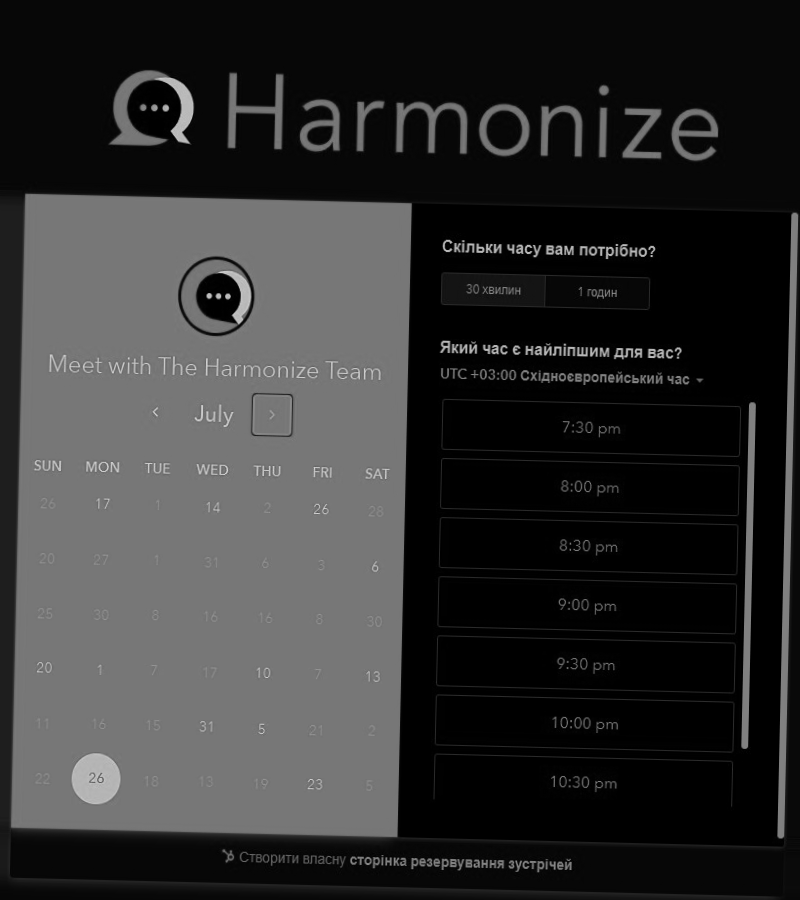 Harmonize
Meet with The Harmonize Team
July
SUN MON TUE WED THU FRI SAT
26 17 1 14 2 26 28
20 27 1 31 6 3 6
25 30 8 16 16 8 30
20 1 7 17 10 7 13
11 16 15 31 5 21 2
22 26 18 13 19 23 5
Скільки часу вам потрібно?
30 хвилин 1 годин
Який час є найліпшим для вас?
UTC +03:00 Східноєвропейський час
7:30 pm
8:00 pm
8:30 pm
9:00 pm
9:30 pm
10:00 pm
10:30 pm
Створити власну сторінка резервування зустрічей